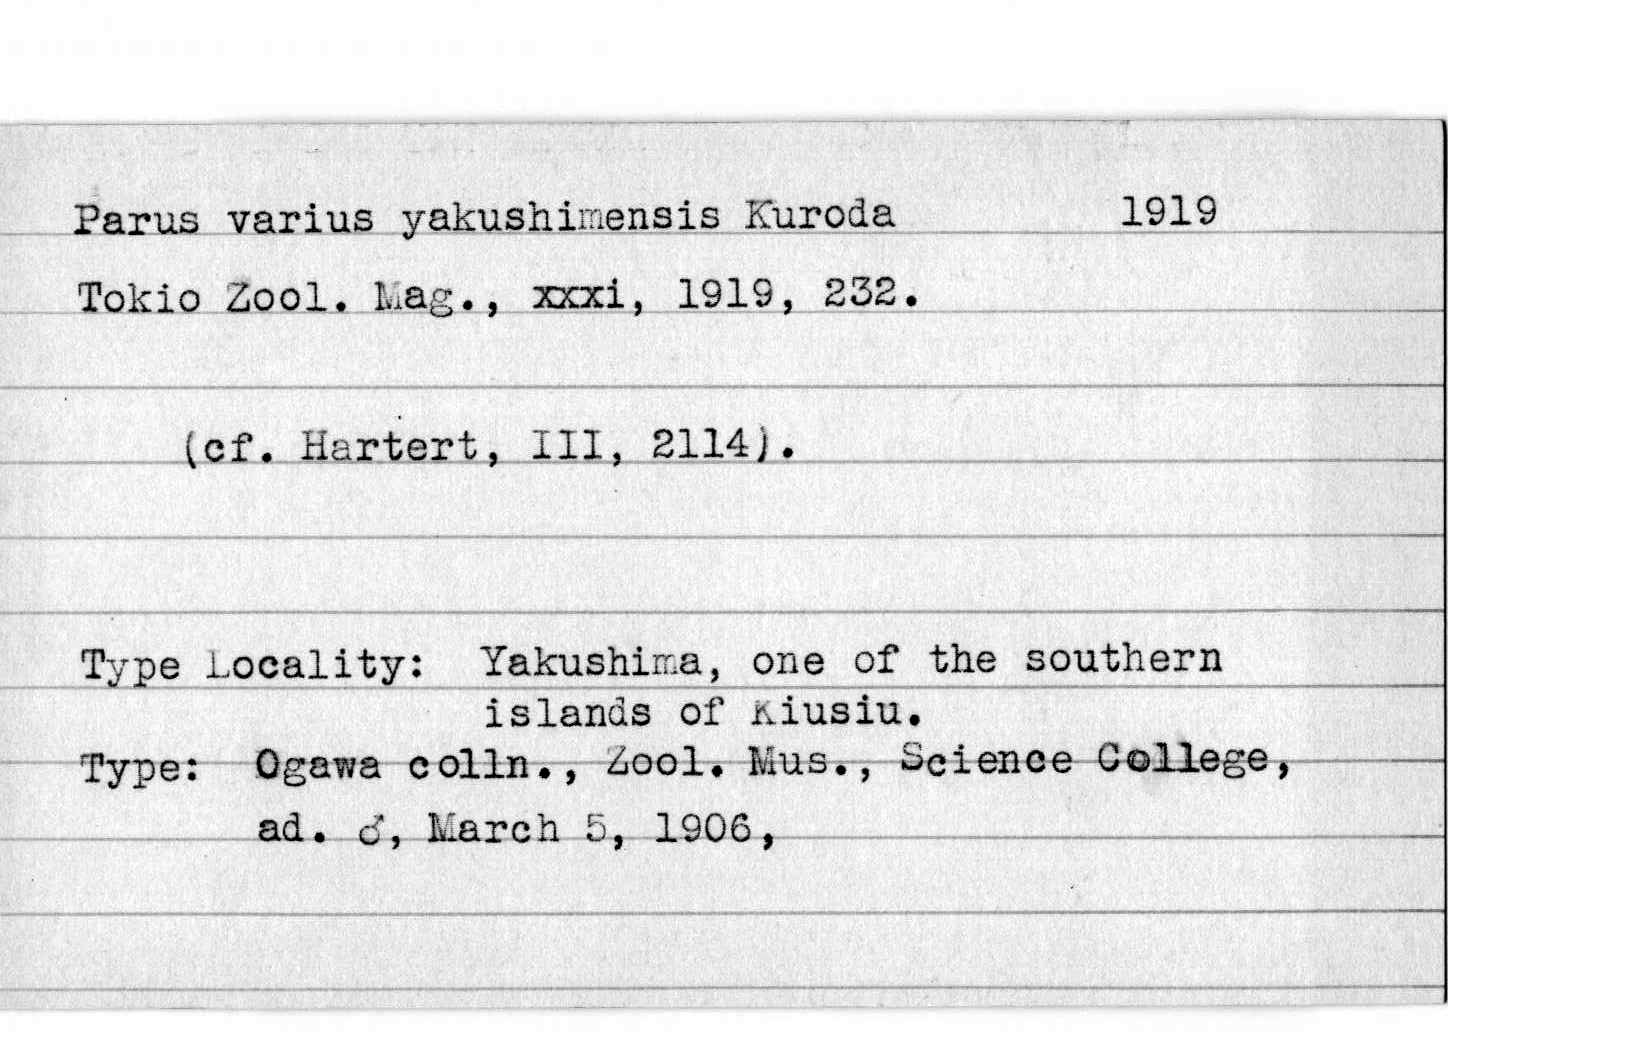 Parus varius yakushimensis Kuroda 1919
Tokio Zool. Mag., xxxi, 1919, 232.
(cf. Hartert, III, 2114).
Type Locality: Yakushima, one of the southern
islands of Kiusiu.
Type: Ogawa colln., Zool. Mus., Science College,
ad. ♂, March 5, 1906,